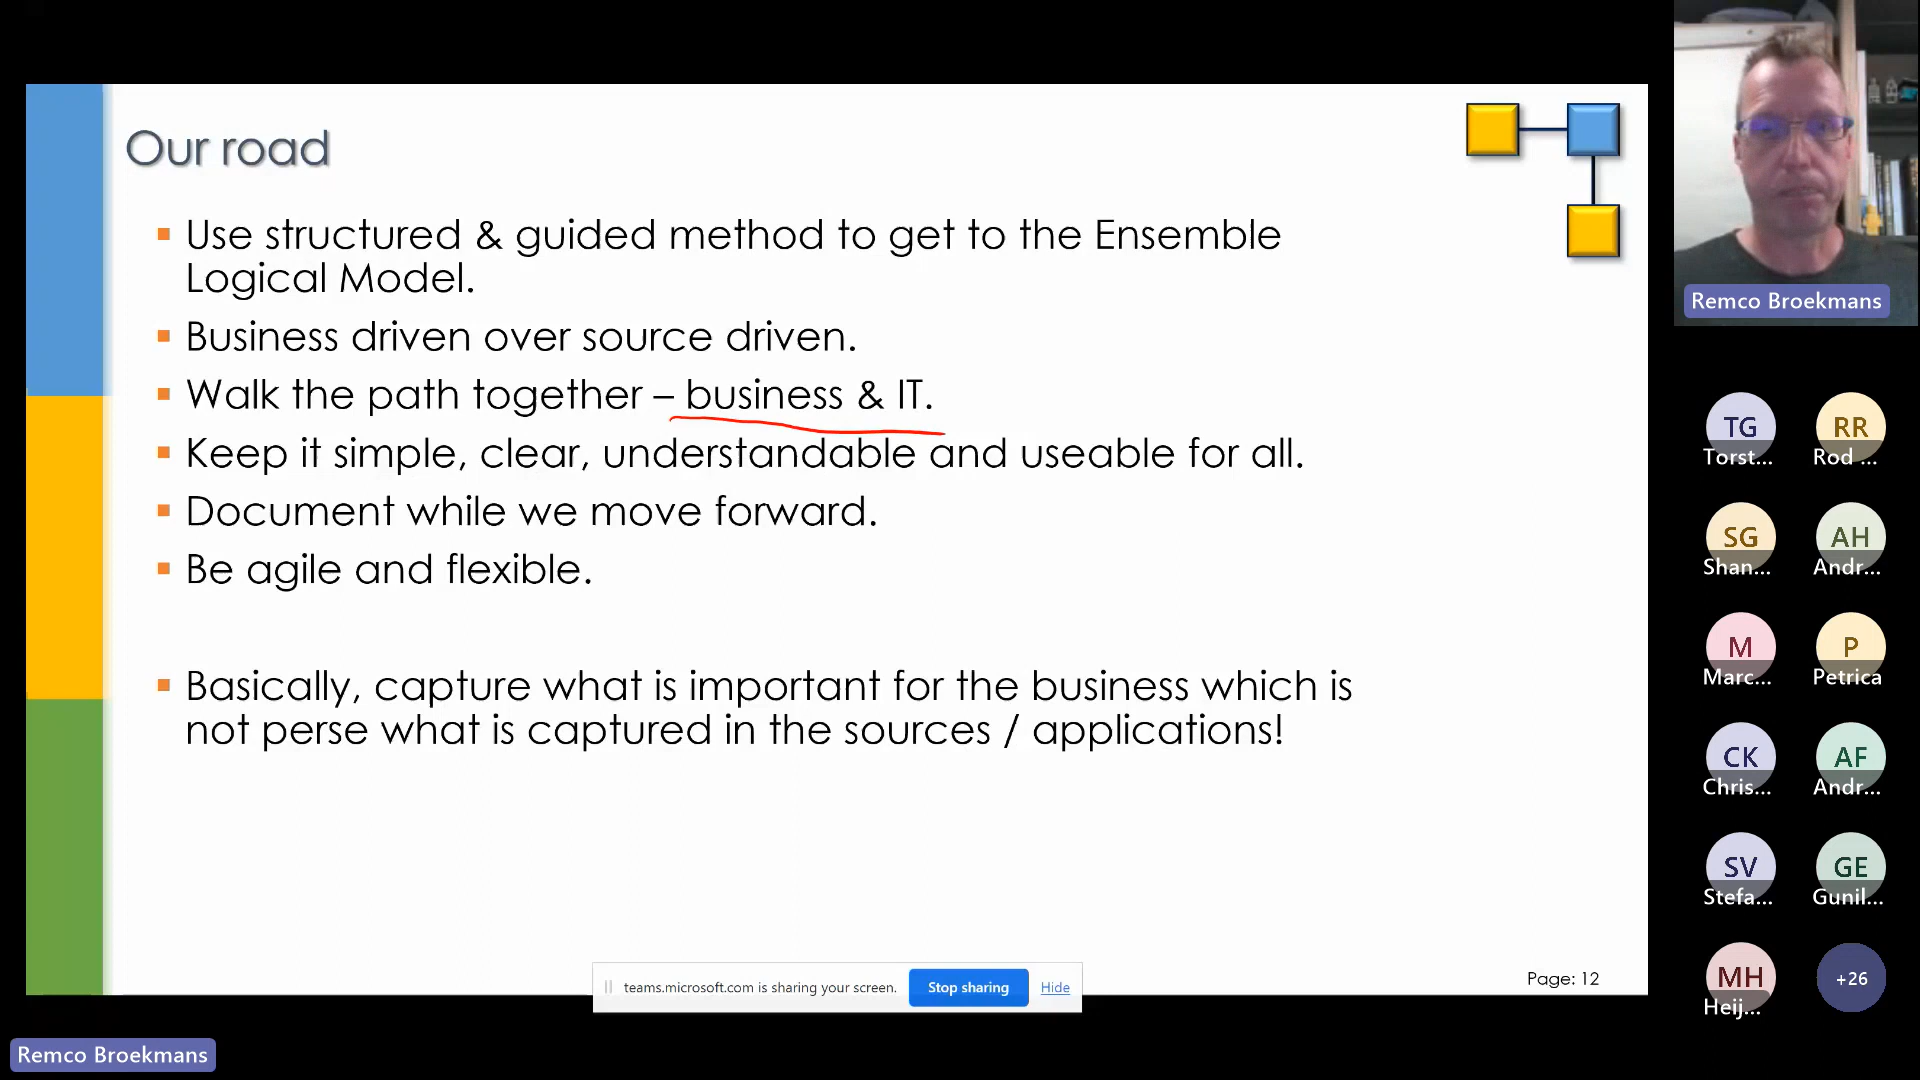 Our road
Use structured & guided method to get to the Ensemble
Logical Model.
Business driven over source driven.
Walk the path together – business & IT.
Keep it simple, clear, understandable and useable for all.
Document while we move forward.
Be agile and flexible.
Basically, capture what is important for the business which is
not perse what is captured in the sources / applications!
Page: 12
teams.microsoft.com is sharing your screen. Stop sharing Hide
Remco Broekmans
Remco Broekmans
TG RR
Torst... Rod ...
SG AH
Shan... Andr...
M P
Marc... Petrica
CK AF
Chris... Andr...
SV GE
Stefa... Gunil...
MH +26
Heij...